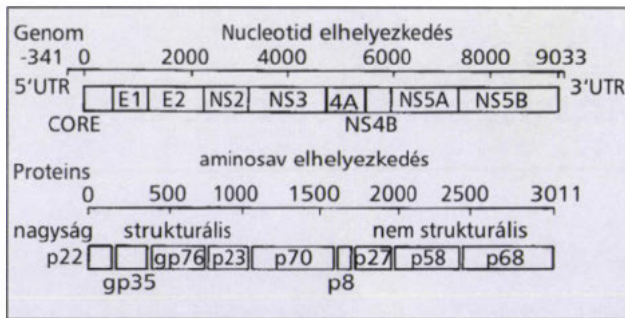 Genom Nucleotid elhelyezkedés
-341 0 2000 4000 6000 8000 9033
5'UTR E1 E2 NS2 NS3 4A NS5A NS5B 3'UTR
CORE NS4B
aminosav elhelyezkedés
Proteins
0 500 1000 1500 2000 2500 3011
nagyság strukturális nem strukturális
p22 gp76 p23 p70 p27 p58 p68
gp35 p8